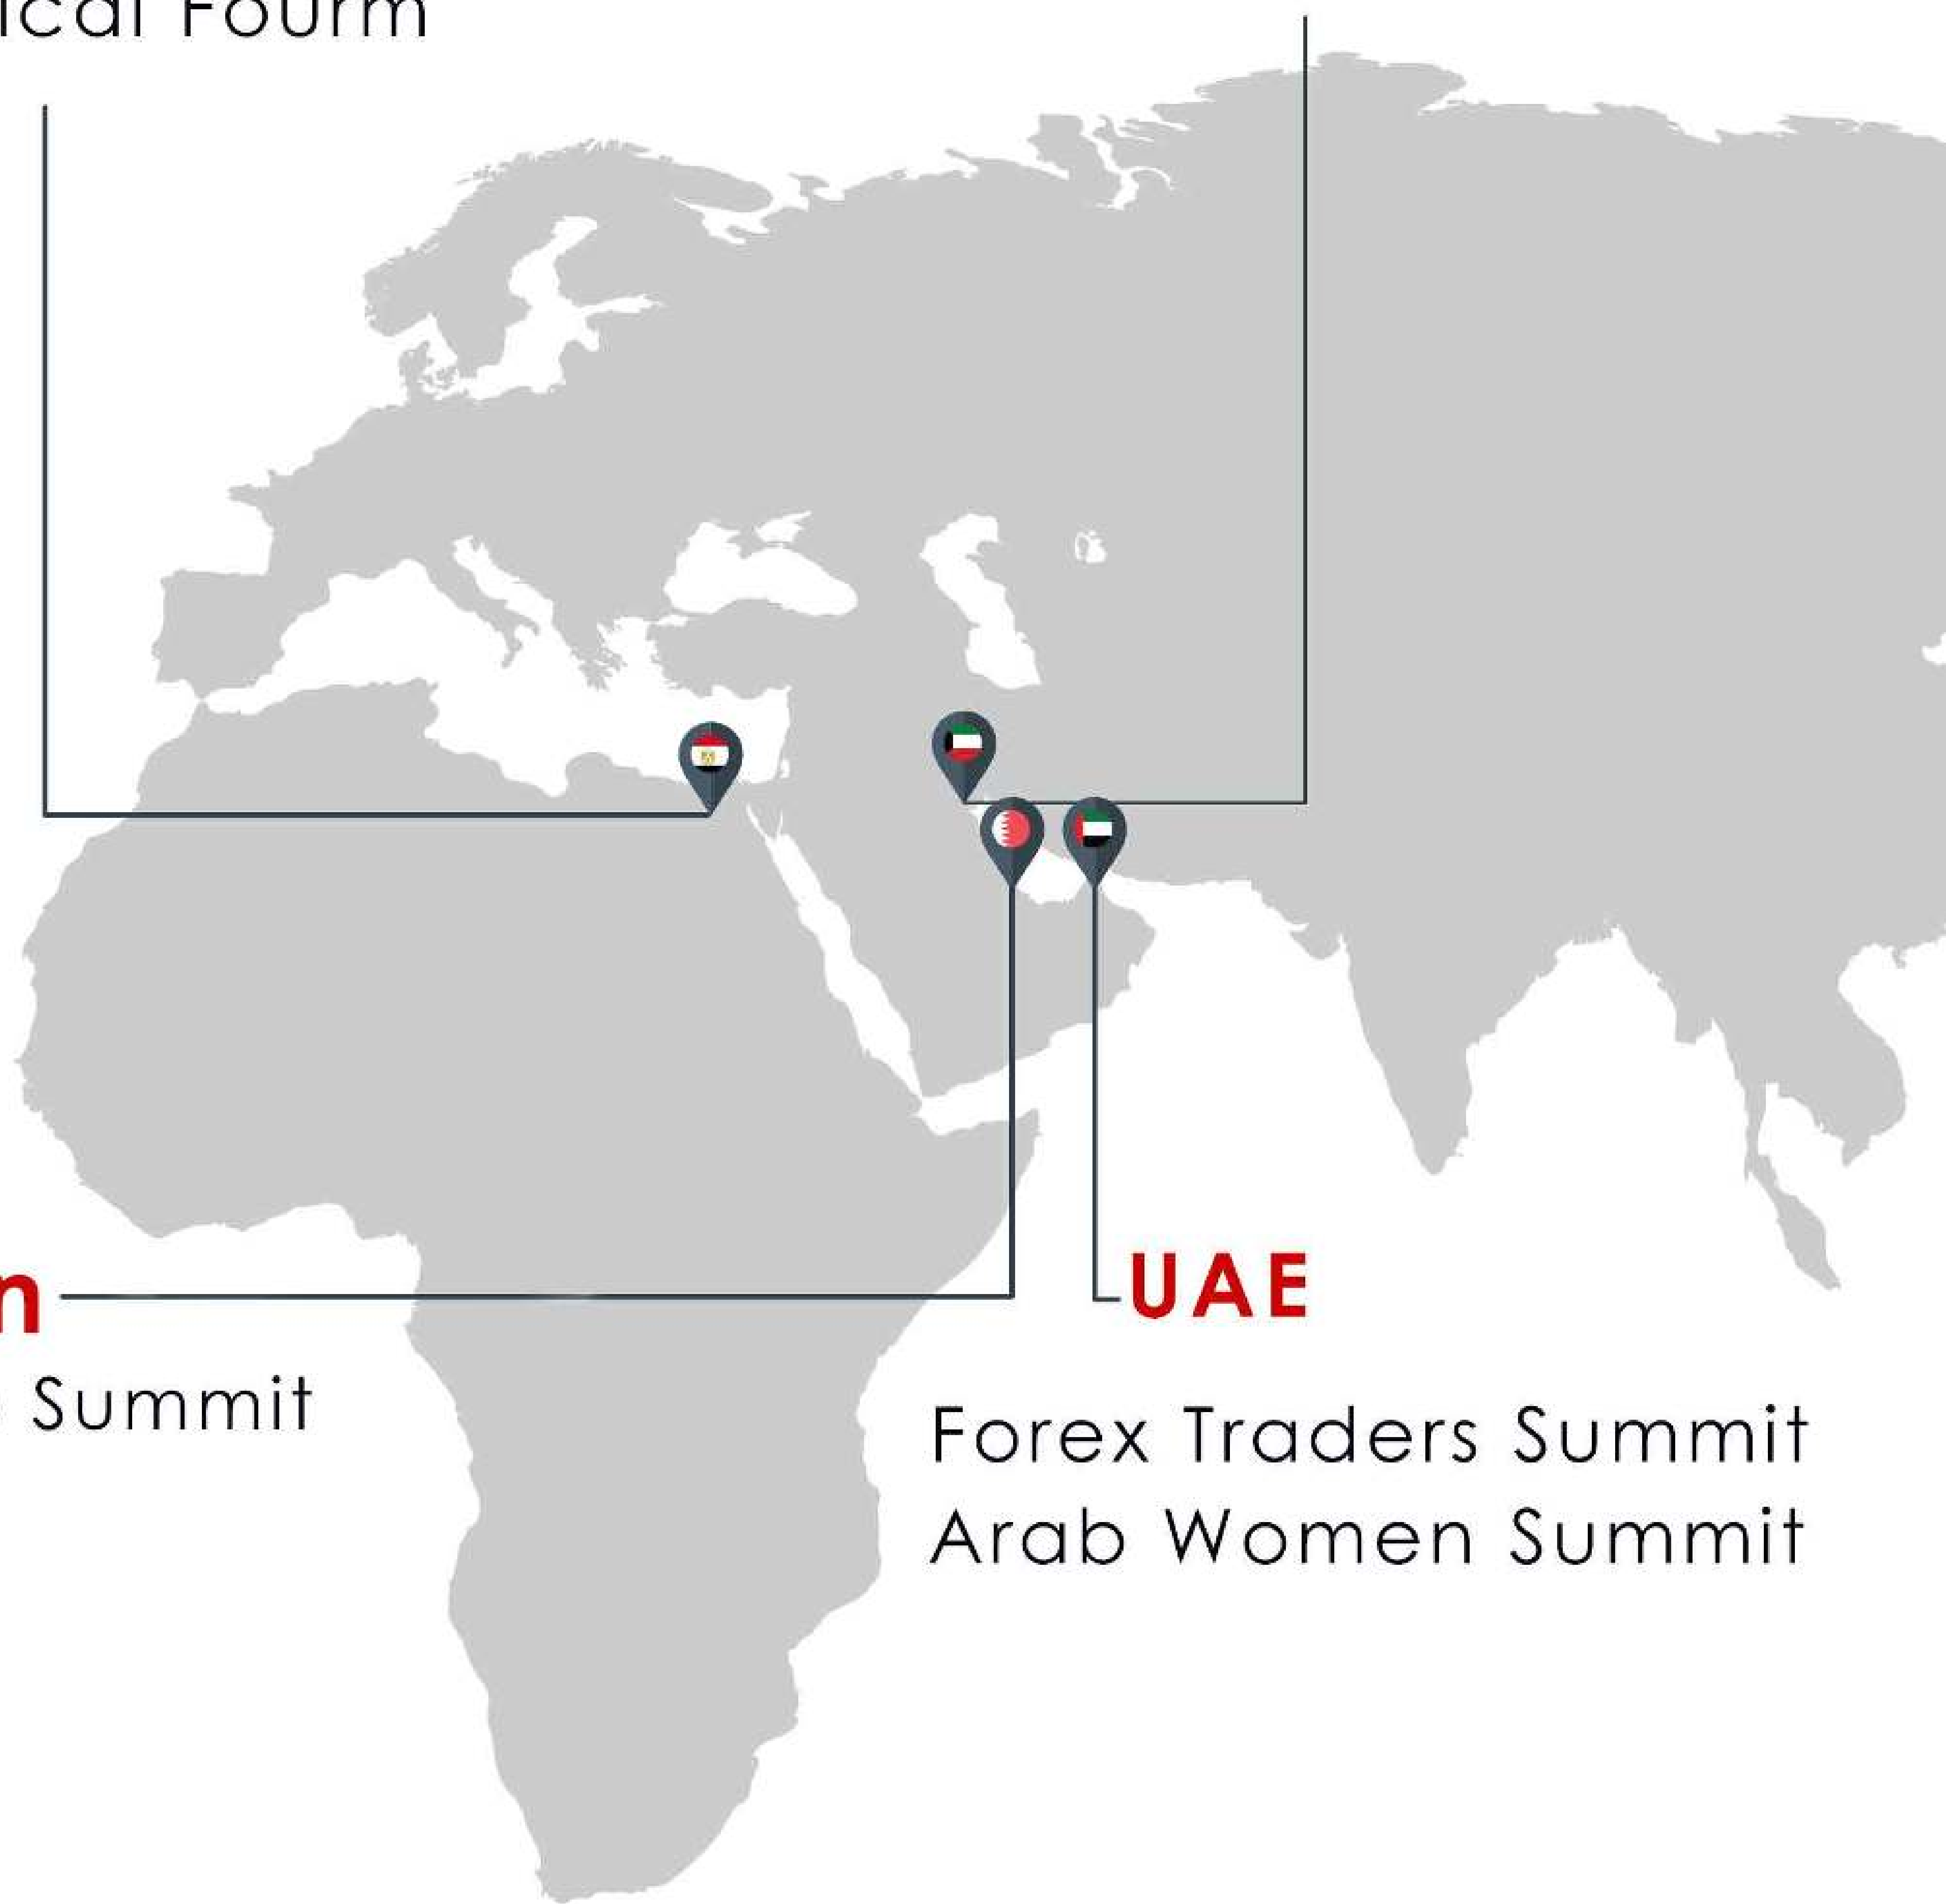 ical Fourm
n
Summit
UAE
Forex Traders Summit
Arab Women Summit